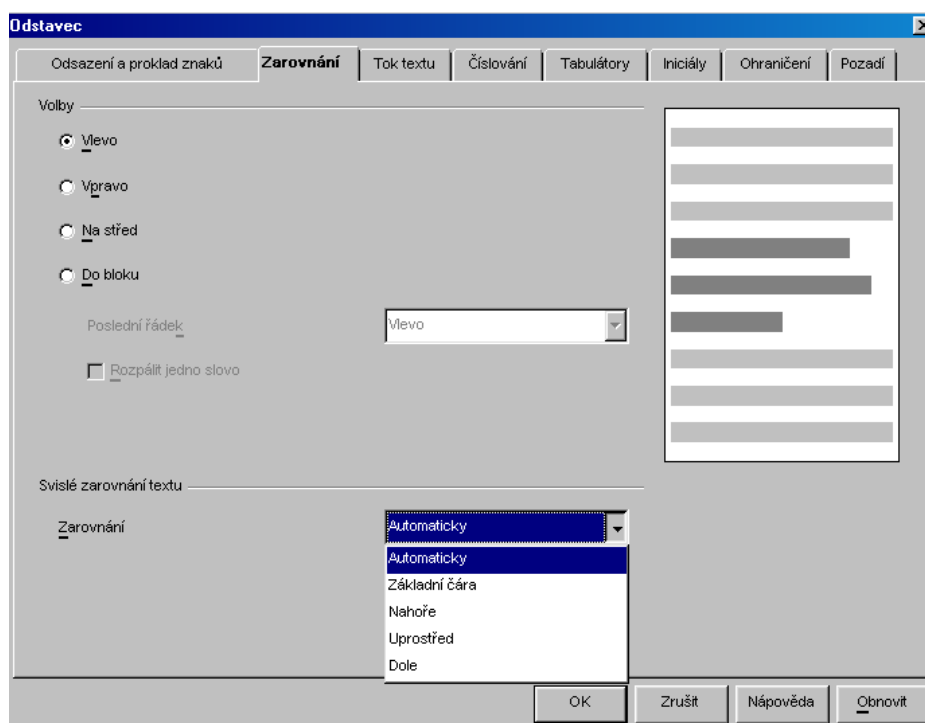 Odstavec
Odsazení a proklad znaků Zarovnání Tok textu Číslování Tabulátory Iniciály Ohraničení Pozadí
Volby
Vlevo
Vpravo
Na střed
Do bloku
Poslední řádek Vlevo
Rozpálit jedno slovo
Svislé zarovnání textu
Zarovnání Automaticky
Automaticky
Základní čára
Nahoře
Uprostřed
Dole
OK Zrušit Nápověda Obnovit